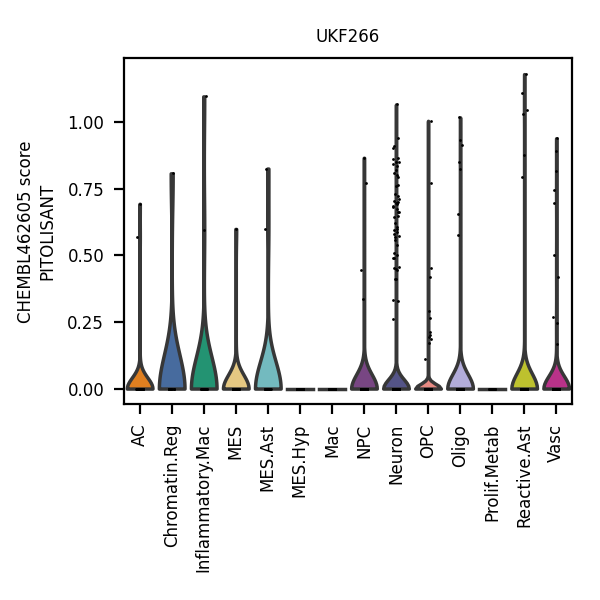 UKF266
CHEMBL462605 score
PITOLISANT
1.00
0.75
0.50
0.25
0.00
AC
Chromatin.Reg
Inflammatory.Mac
MES
MES.Ast
MES.Hyp
Mac
NPC
Neuron
OPC
Oligo
Prolif.Metab
Reactive.Ast
Vasc